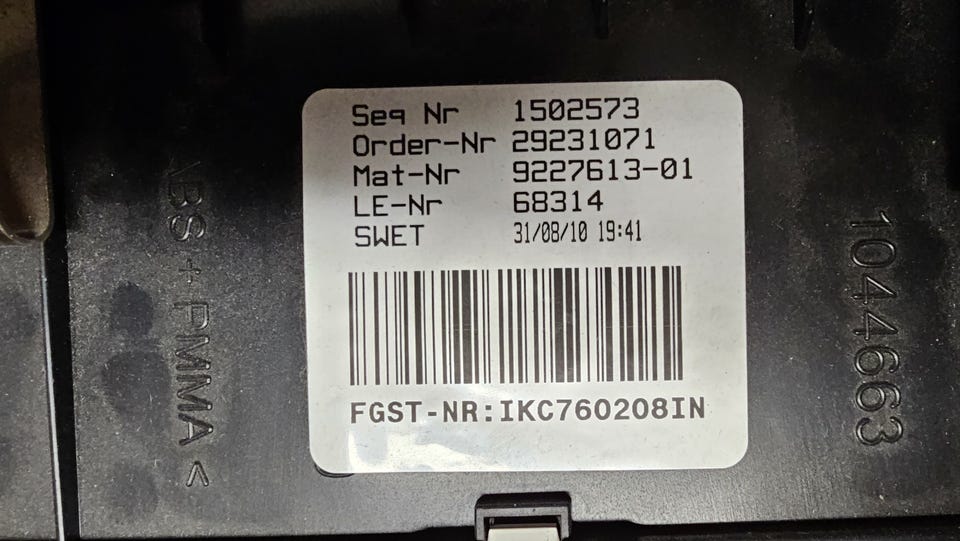 Seq Nr 1502573
Order-Nr 29231071
Mat-Nr 9227613-01
LE-Nr 68314
SWET 31/08/10 19:41
FGST-NR:IKC760208IN
ABS + PMMA <
1044663